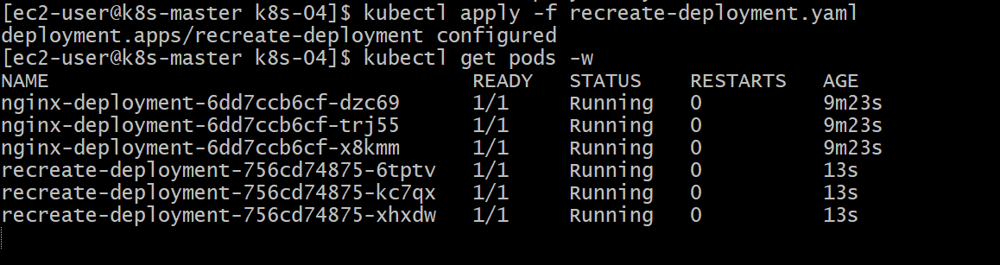 [ec2-user@k8s-master k8s-04]$ kubectl apply -f recreate-deployment.yaml
deployment.apps/recreate-deployment configured
[ec2-user@k8s-master k8s-04]$ kubectl get pods -w
NAME READY STATUS RESTARTS AGE
nginx-deployment-6dd7ccb6cf-dzc69 1/1 Running 0 9m23s
nginx-deployment-6dd7ccb6cf-trj55 1/1 Running 0 9m23s
nginx-deployment-6dd7ccb6cf-x8kmm 1/1 Running 0 9m23s
recreate-deployment-756cd74875-6tptv 1/1 Running 0 13s
recreate-deployment-756cd74875-kc7qx 1/1 Running 0 13s
recreate-deployment-756cd74875-xhxdw 1/1 Running 0 13s